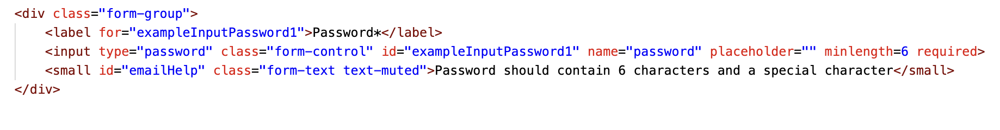 <div class="form-group">
    <label for="exampleInputPassword1">Password*</label>
    <input type="password" class="form-control" id="exampleInputPassword1" name="password" placeholder="" minlength=6 required>
    <small id="emailHelp" class="form-text text-muted">Password should contain 6 characters and a special character</small>
</div>